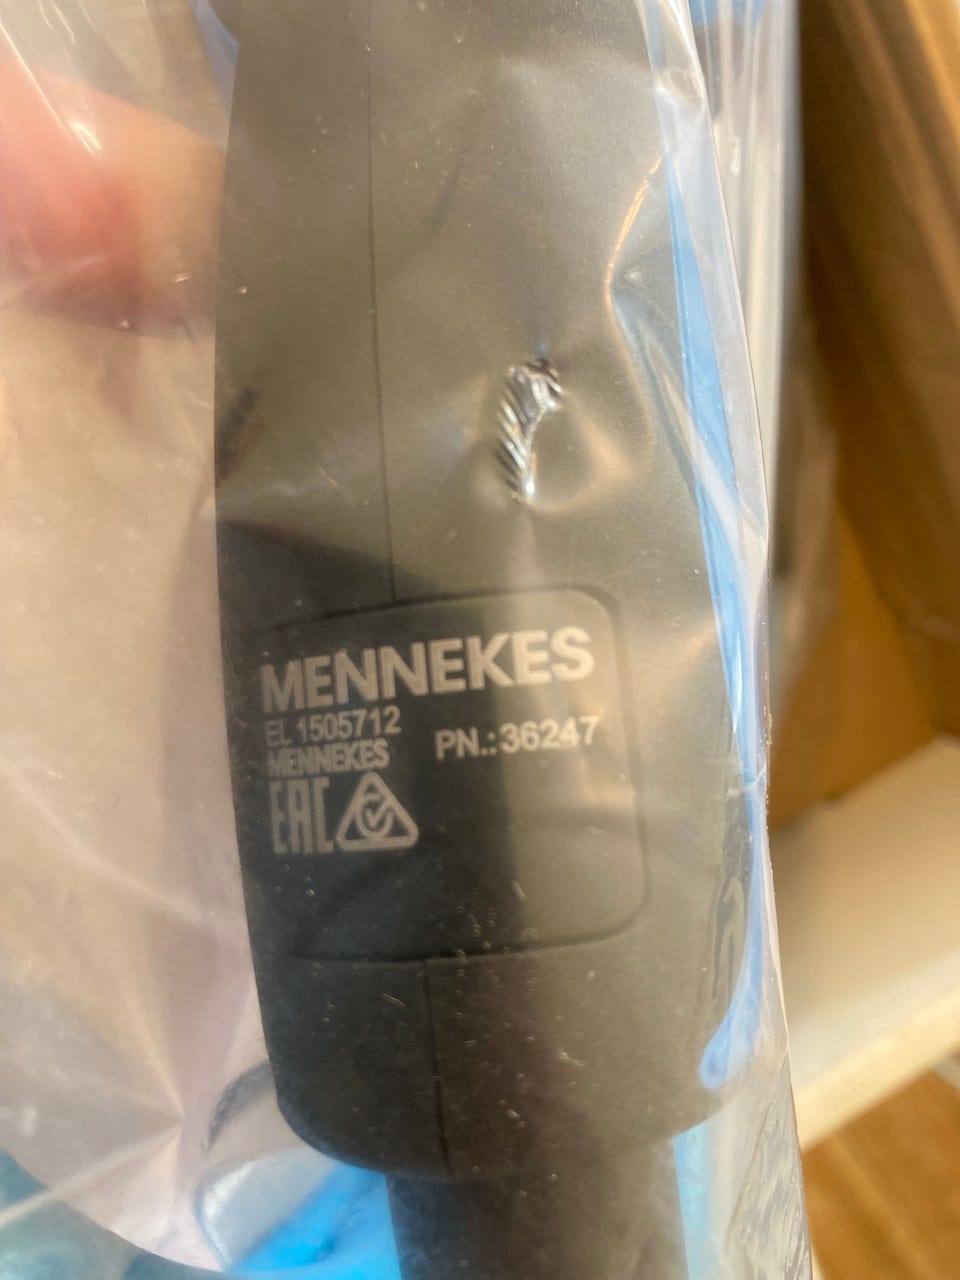 MENNEKES
EL 1505712
PN.:36247
MENNEKES
EAC